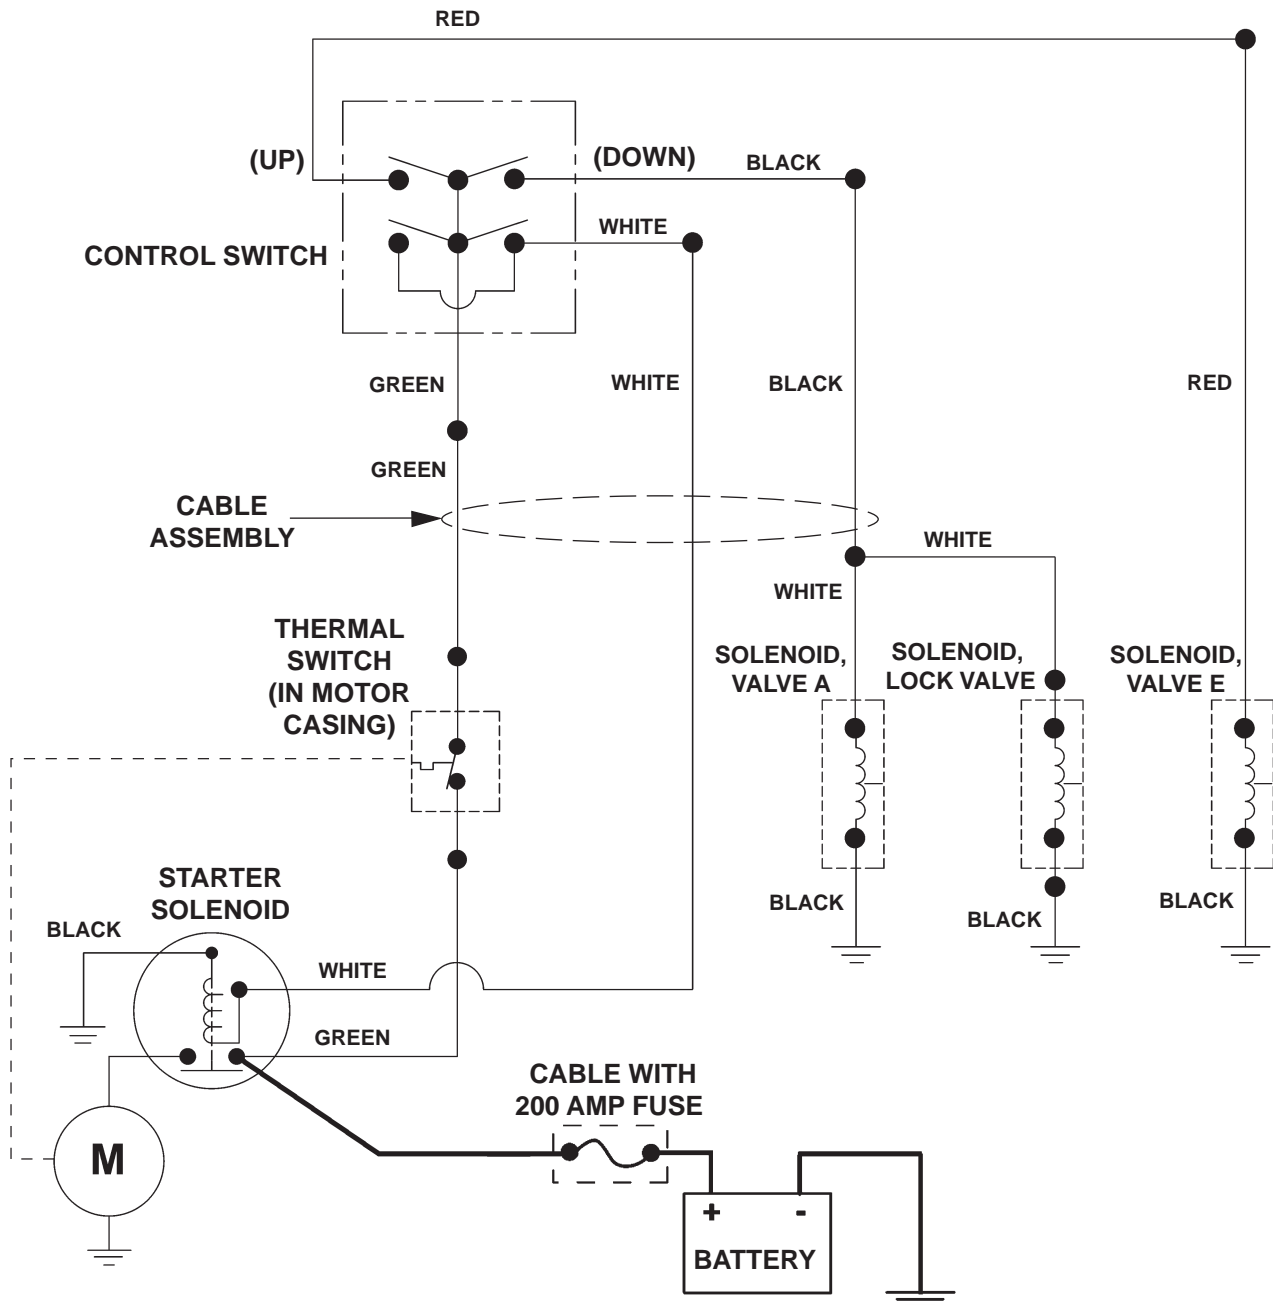 RED
(UP)
(DOWN)
BLACK
WHITE
CONTROL SWITCH
GREEN
WHITE
BLACK
RED
GREEN
CABLE
ASSEMBLY
WHITE
WHITE
THERMAL
SWITCH
(IN MOTOR
CASING)
SOLENOID,
VALVE A
SOLENOID,
LOCK VALVE
SOLENOID,
VALVE E
STARTER
SOLENOID
BLACK
BLACK
BLACK
BLACK
WHITE
GREEN
CABLE WITH
200 AMP FUSE
M
+ -
BATTERY